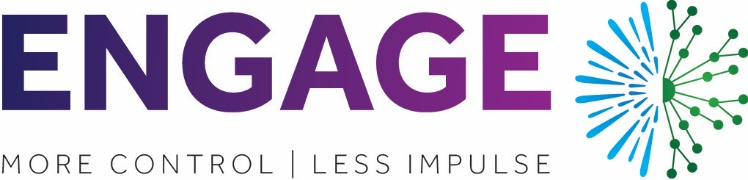 ENGAGE
MORE CONTROL | LESS IMPULSE